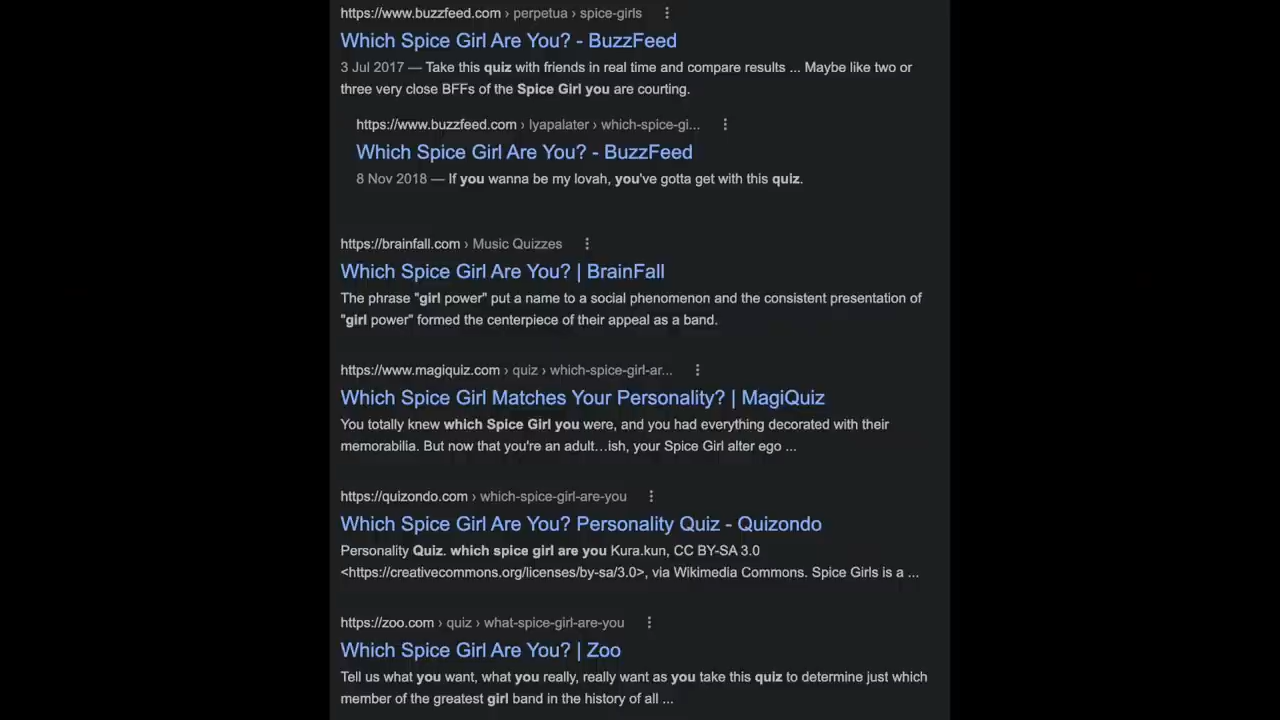 https://www.buzzfeed.com › perpetua › spice-girls
Which Spice Girl Are You? - BuzzFeed
3 Jul 2017 — Take this quiz with friends in real time and compare results ... Maybe like two or
three very close BFFs of the Spice Girl you are courting.
https://www.buzzfeed.com › lyapalater › which-spice-gi...
Which Spice Girl Are You? - BuzzFeed
8 Nov 2018 — If you wanna be my lovah, you've gotta get with this quiz.
https://brainfall.com › Music Quizzes
Which Spice Girl Are You? | BrainFall
The phrase "girl power" put a name to a social phenomenon and the consistent presentation of
"girl power" formed the centerpiece of their appeal as a band.
https://www.magiquiz.com › quiz › which-spice-girl-ar...
Which Spice Girl Matches Your Personality? | MagiQuiz
You totally knew which Spice Girl you were, and you had everything decorated with their
memorabilia. But now that you're an adult…ish, your Spice Girl alter ego ...
https://quizondo.com › which-spice-girl-are-you
Which Spice Girl Are You? Personality Quiz - Quizondo
Personality Quiz. which spice girl are you Kura.kun, CC BY-SA 3.0
<https://creativecommons.org/licenses/by-sa/3.0>, via Wikimedia Commons. Spice Girls is a ...
https://zoo.com › quiz › what-spice-girl-are-you
Which Spice Girl Are You? | Zoo
Tell us what you want, what you really, really want as you take this quiz to determine just which
member of the greatest girl band in the history of all ...